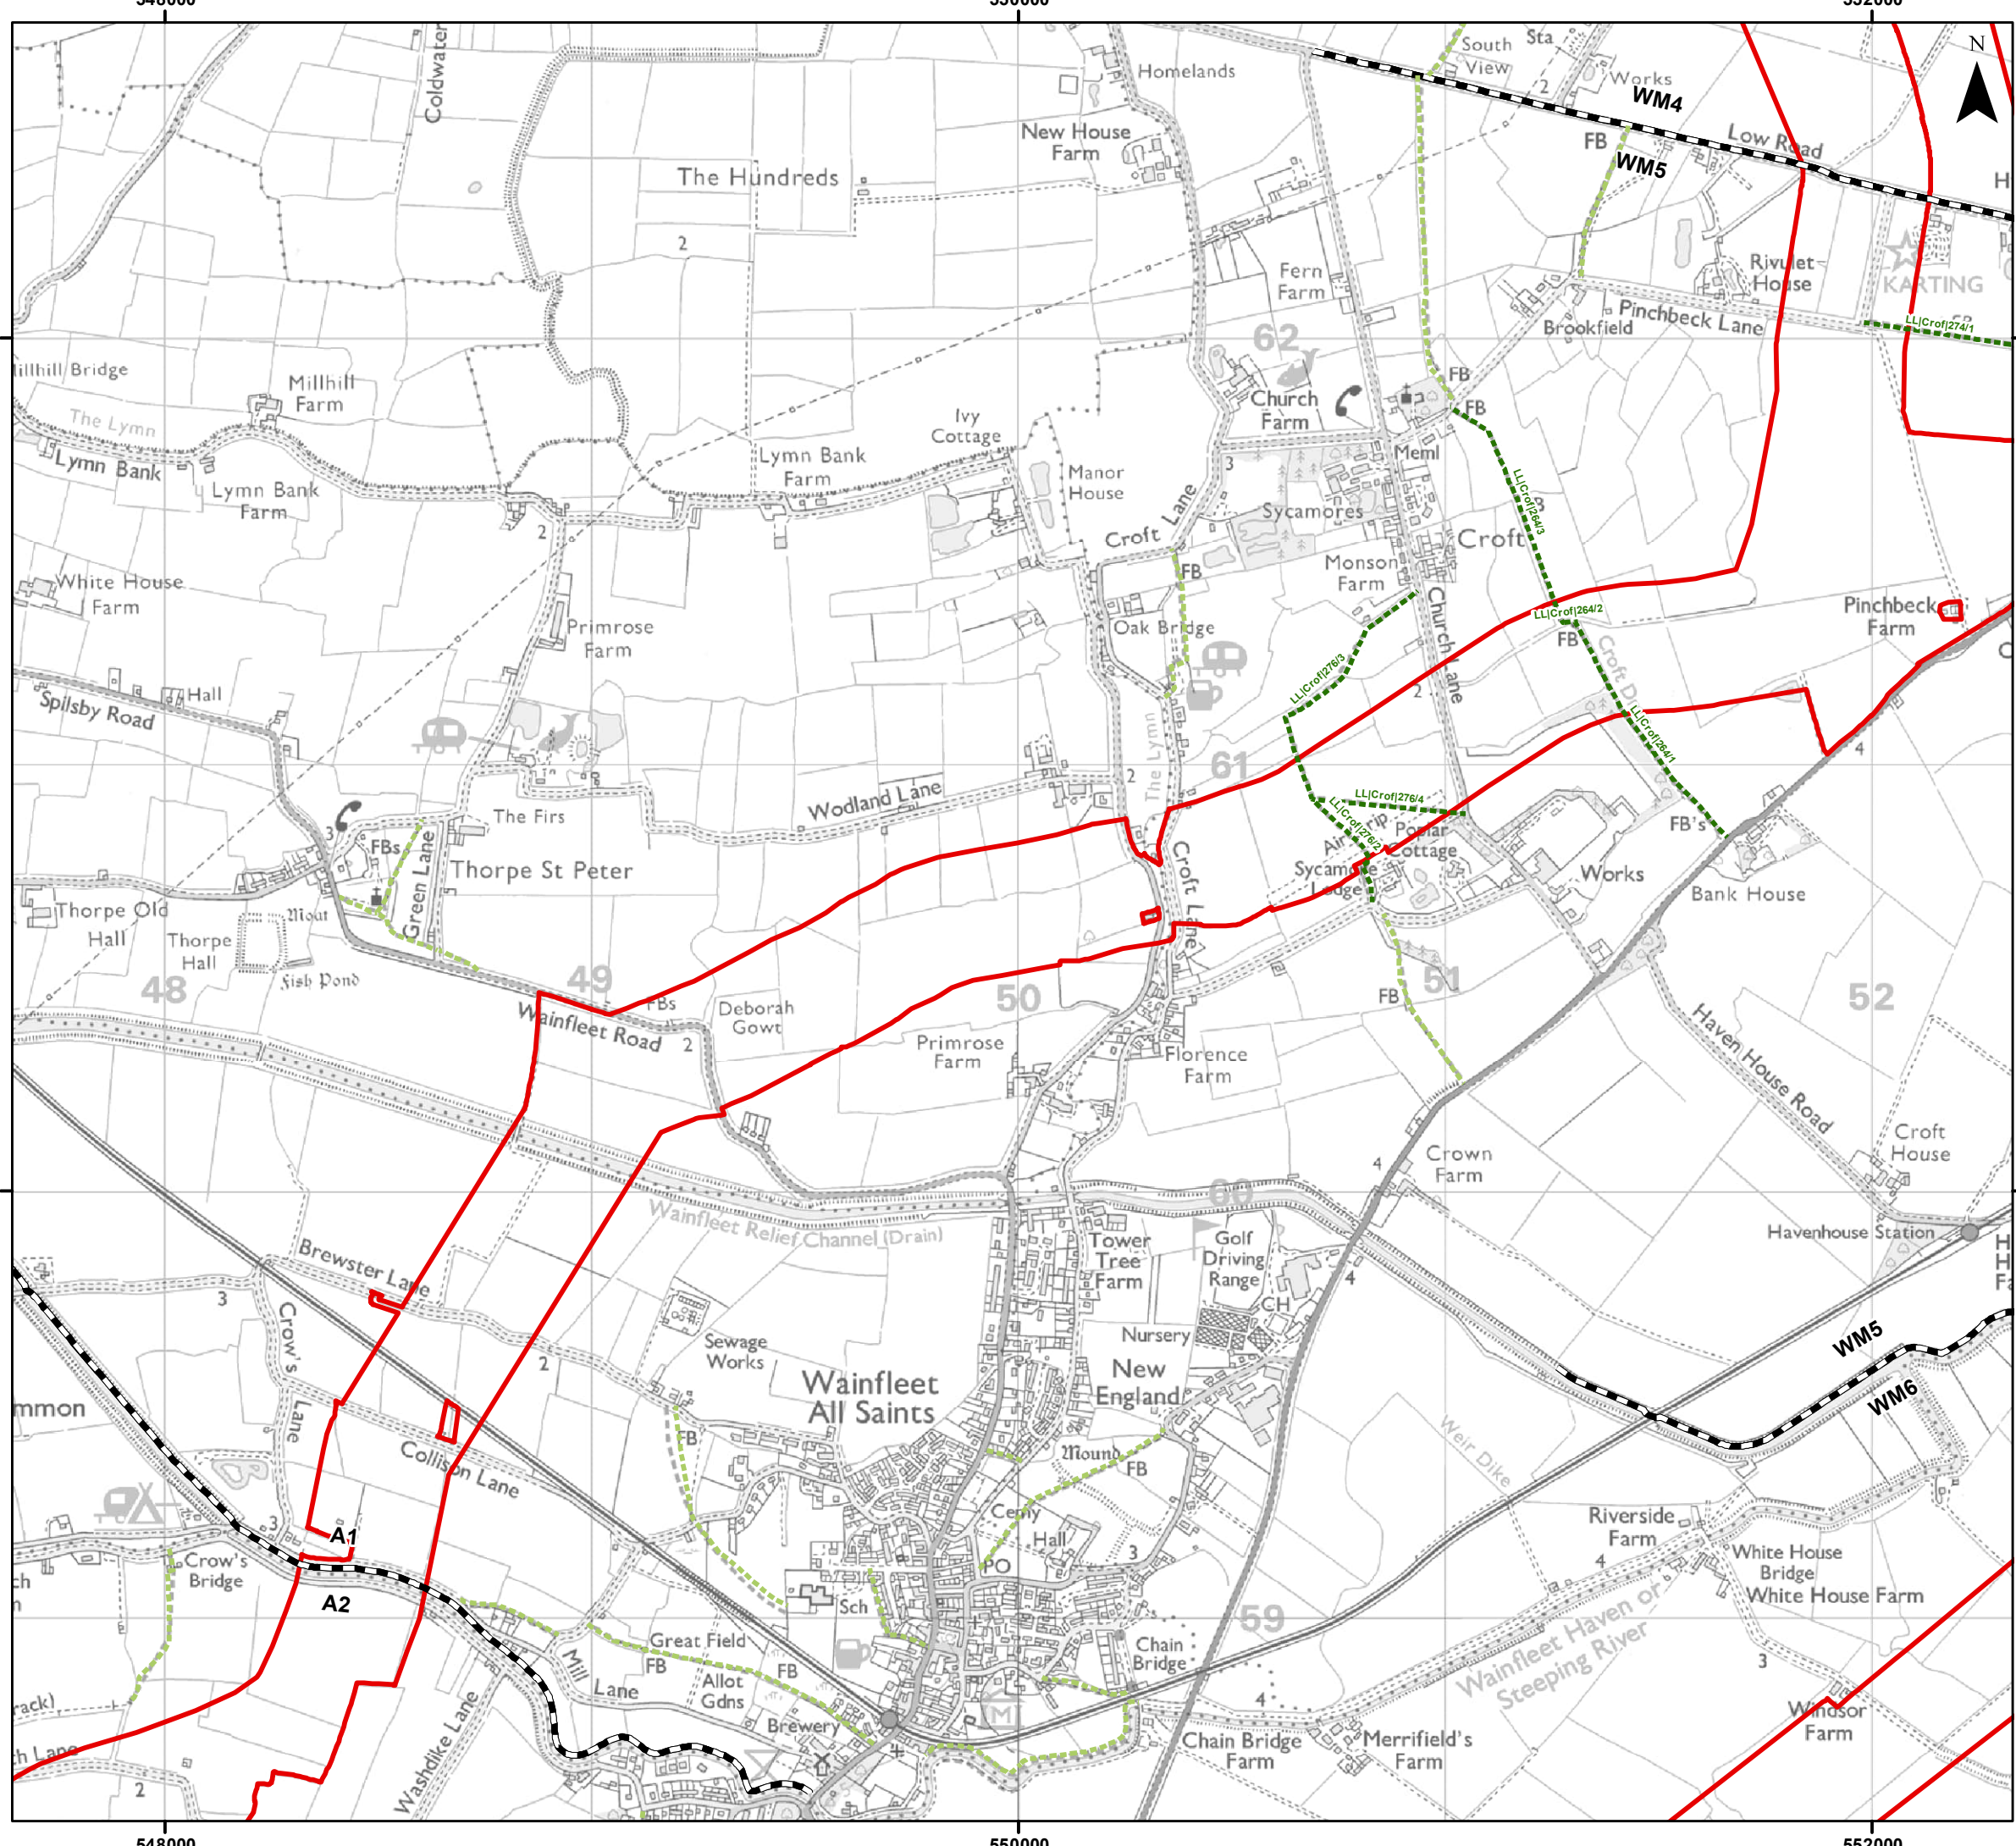 548000
550000
552000
N
Coldwater
Homelands
South
View
Sta
2
Works
WM4
New House
Farm
FB
WM5
Low Road
The Hundreds
2
Fern
Farm
Rivulet
House
KARTING
Pinchbeck Lane
Brookfield
LL|Crof|274/1
62
illhill Bridge
Millhill
Farm
The Lymn
Lymn Bank
Lymn Bank
Farm
Ivy
Cottage
Lymn Bank
Farm
Church
Farm
FB
FB
Meml
3
Manor
House
Sycamores
LL|Crof|264/3
2
Croft Lane
Croft
White House
Farm
FB
Monson
Farm
Church Lane
Primrose
Farm
Oak Bridge
LL|Crof|264/2
FB
Pinchbeck
Farm
Croft D
Spilsby Road
Hall
LL|Crof|276/3
2
LL|Crof|264/1
The Lymn
61
2
4
Wodland Lane
The Firs
LL|Crof|276/4
LL|Crof|276/2
Poplar
Cottage
FB's
3
FBs
Green Lane
Thorpe St Peter
Croft Lane
Sycamore
Lodge
Works
Bank House
Thorpe Old
Hall
Moat
Thorpe
Hall
Fish Pond
48
49
50
51
52
FBs
Wainfleet Road
2
Deborah
Gowt
FB
Primrose
Farm
Florence
Farm
Haven House Road
Croft
House
4
Crown
Farm
60
Wainfleet Relief Channel (Drain)
Tower
Tree
Farm
Golf
Driving
Range
Havenhouse Station
4
Brewster Lane
3
Crow's
Lane
CH
Nursery
Sewage
Works
2
New
England
Wainfleet
All Saints
WM5
WM6
mmon
FB
Collison Lane
Mound
FB
Weir Dike
Cemy
Hall
3
A1
3
Crow's
Bridge
A2
PO
Riverside
Farm
4
White House
Bridge
White House Farm
Sch
59
Great Field
FB
Allot
Gdns
FB
Mill
Lane
Chain
Bridge
Wainfleet Haven or
Steeping River
3
4
Windsor
Farm
Brewery
M
Chain Bridge
Farm
Merrifield's
Farm
Washdike Lane
2
548000
550000
552000